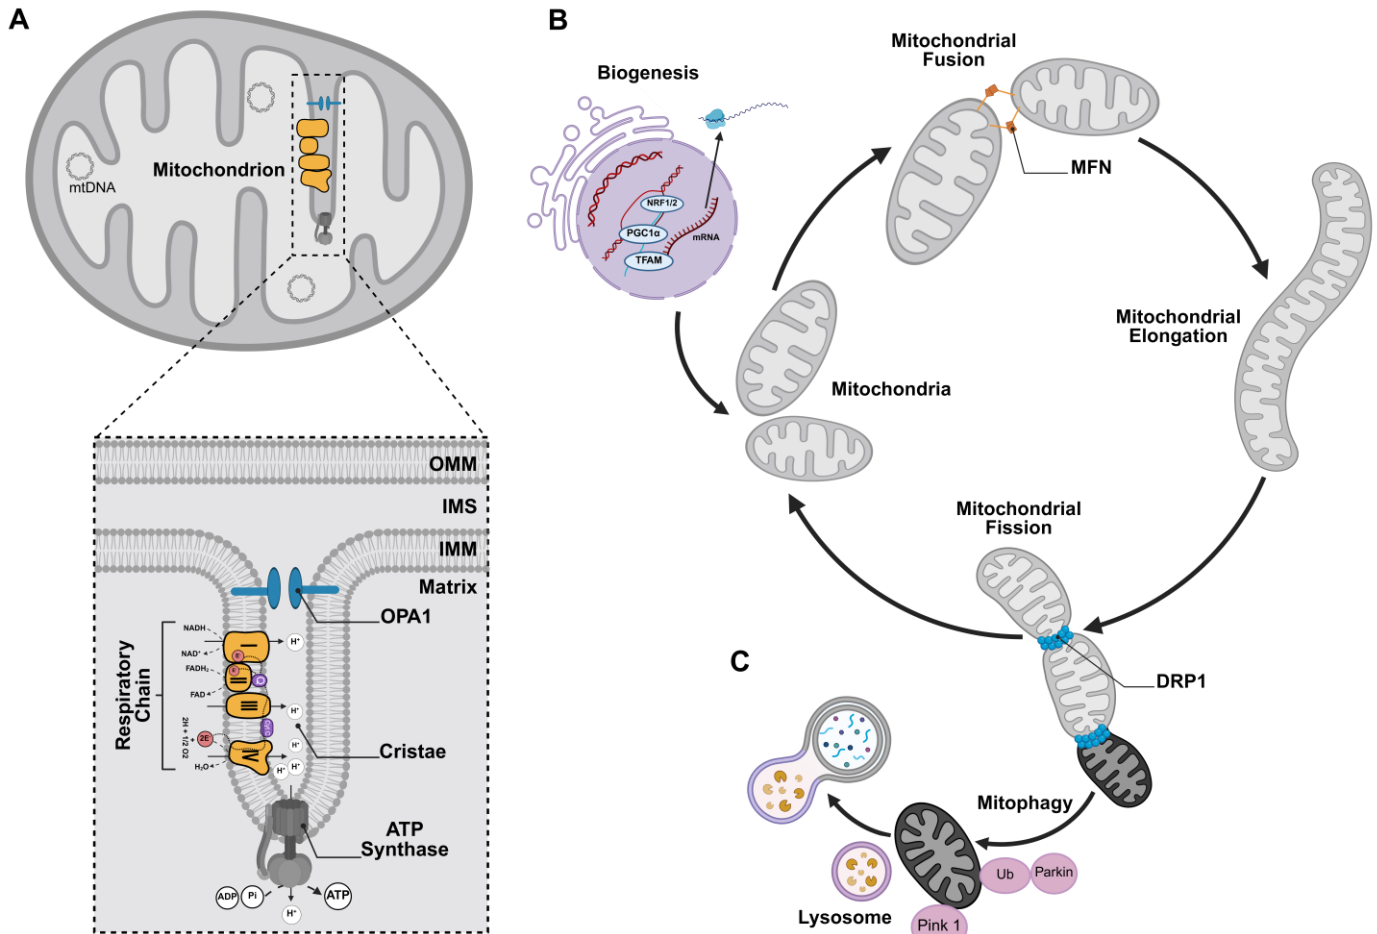 A
mtDNA
Mitochondrion
OMM
IMS
IMM
Matrix
OPA1
Respiratory
Chain
NADH
NAD⁺
FADH₂
FAD
2H + 1/2 O2
+
2E
H₂O
I
E
II
E
Q
III
CytC
IV
H⁺
H⁺
H⁺
H⁺
H⁺
Cristae
ATP
Synthase
ADP
Pi
ATP
H⁺
B
Biogenesis
NRF1/2
PGC1α
TFAM
mRNA
Mitochondrial
Fusion
MFN
Mitochondrial
Elongation
Mitochondria
Mitochondrial
Fission
DRP1
C
Mitophagy
Lysosome
Ub
Parkin
Pink 1